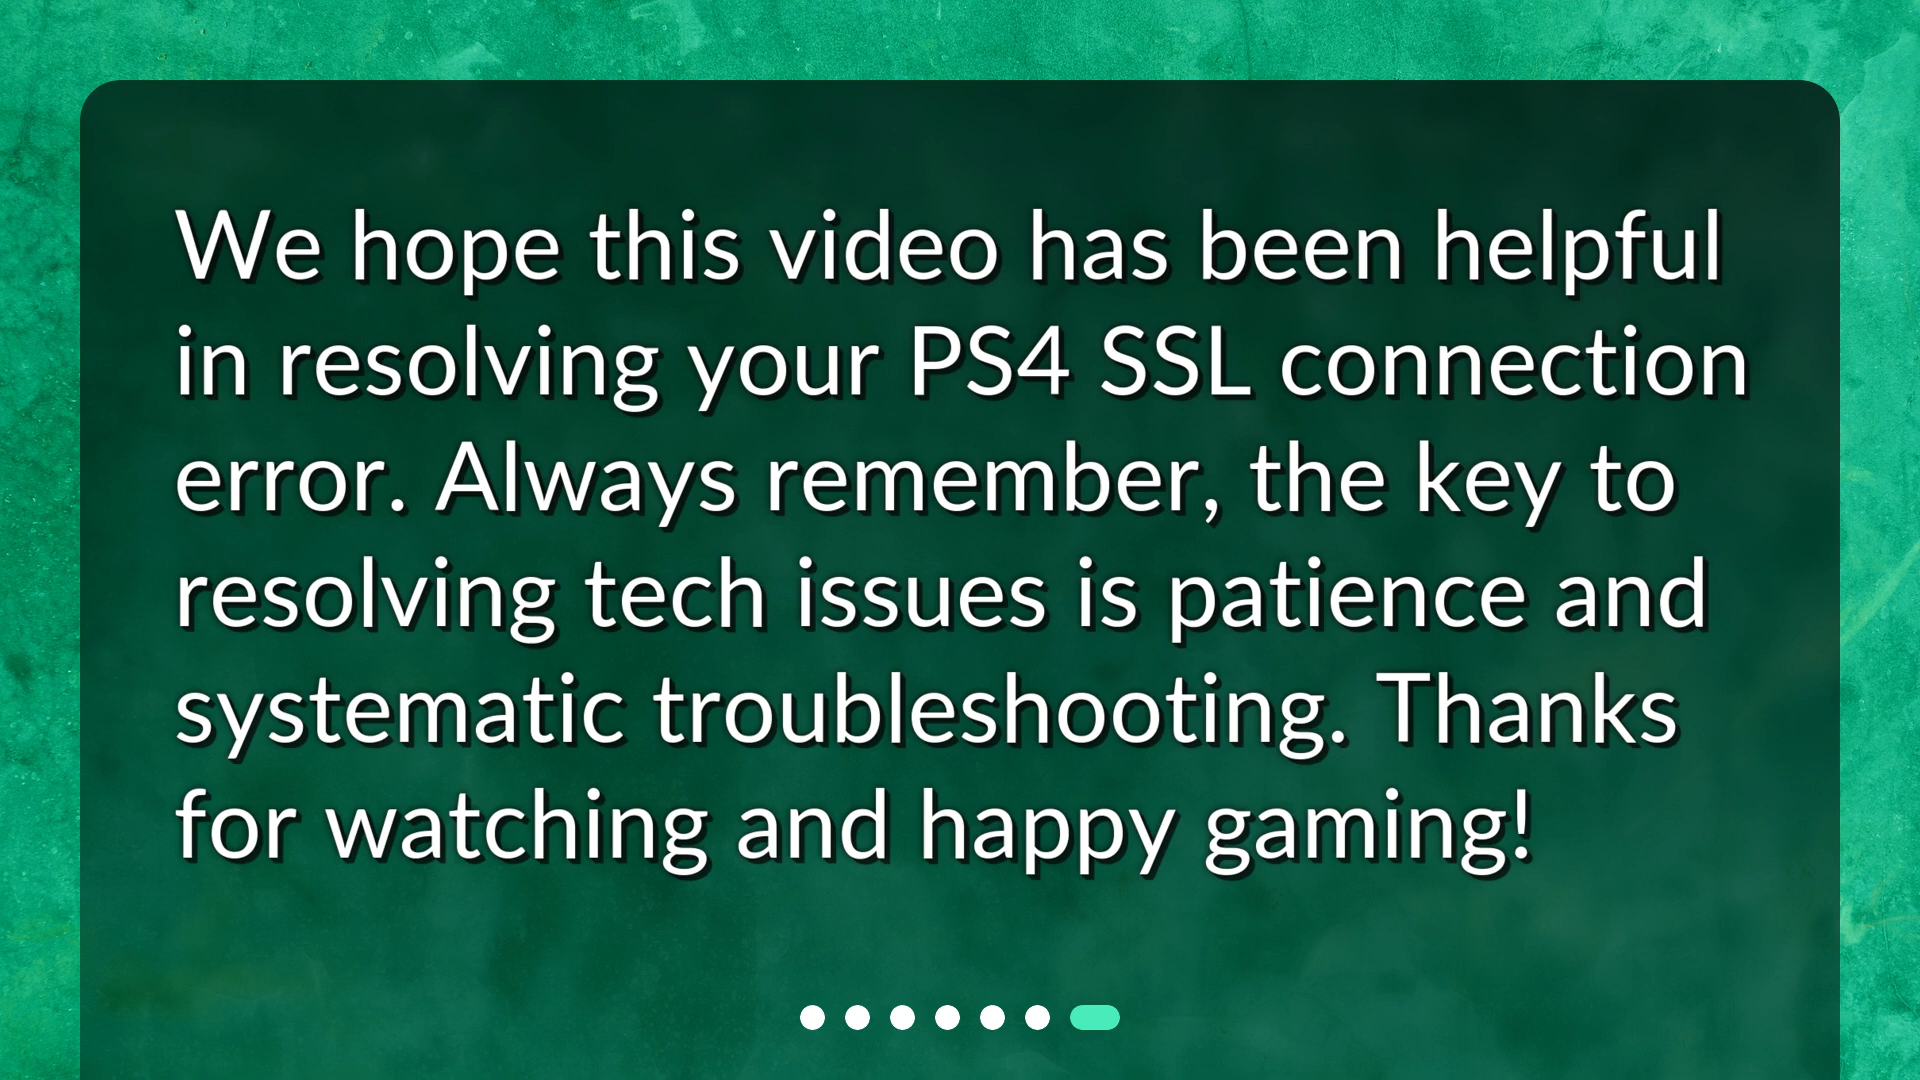 We hope this video has been helpful
in resolving your PS4 SSL connection
error. Always remember, the key to
resolving tech issues is patience and
systematic troubleshooting. Thanks
for watching and happy gaming!